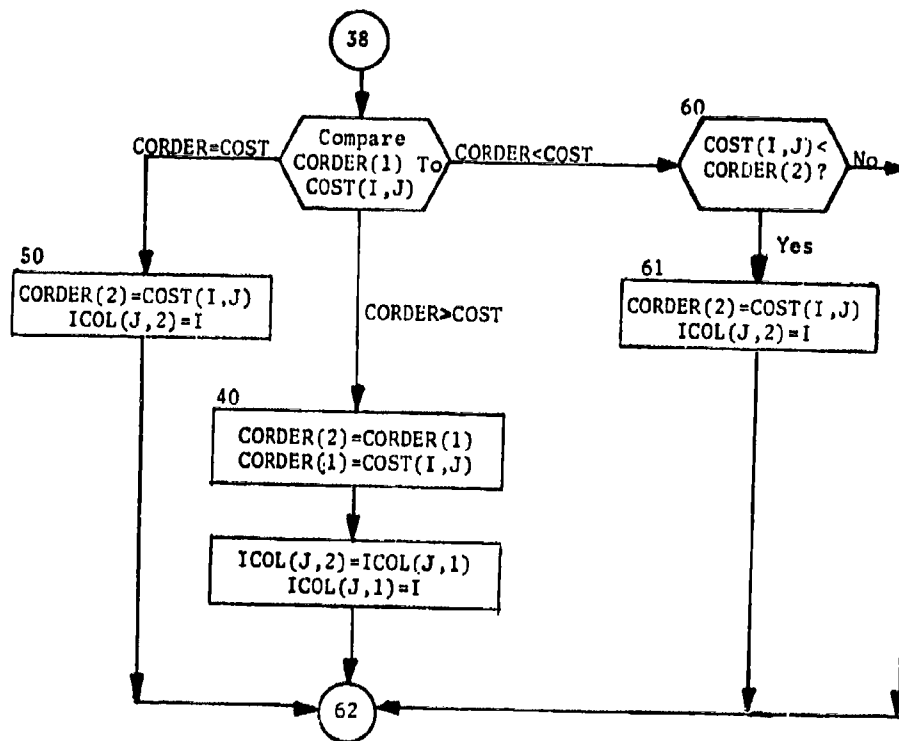 38
Compare
CORDER(1) To
COST(I,J)
CORDER=COST
CORDER<COST
60
COST(I,J)<
CORDER(2)?
No
Yes
50
CORDER(2)=COST(I,J)
ICOL(J,2)=I
CORDER>COST
61
CORDER(2)=COST(I,J)
ICOL(J,2)=I
40
CORDER(2)=CORDER(1)
CORDER(1)=COST(I,J)
ICOL(J,2)=ICOL(J,1)
ICOL(J,1)=I
62